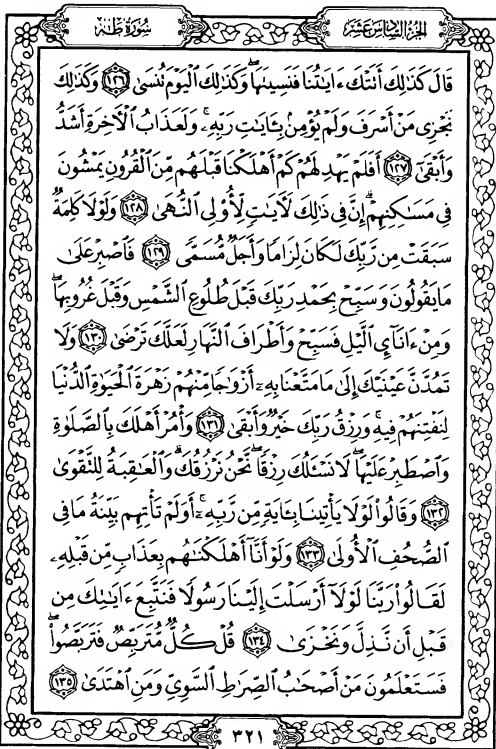 الجزء السادس عشر
سورة طه
قَالَ كَذَٰلِكَ أَتَتْكَ ءَايَٰتُنَا فَنَسِيتَهَا ۖ وَكَذَٰلِكَ ٱلْيَوْمَ تُنسَىٰ ١٢٦ وَكَذَٰلِكَ
نَجْزِى مَنْ أَسْرَفَ وَلَمْ يُؤْمِنۢ بِـَٔايَٰتِ رَبِّهِۦ ۚ وَلَعَذَابُ ٱلْـَٔاخِرَةِ أَشَدُّ
وَأَبْقَىٰٓ ١٢٧ أَفَلَمْ يَهْدِ لَهُمْ كَمْ أَهْلَكْنَا قَبْلَهُم مِّنَ ٱلْقُرُونِ يَمْشُونَ
فِى مَسَٰكِنِهِمْ ۗ إِنَّ فِى ذَٰلِكَ لَـَٔايَٰتٍ لِّأُو۟لِى ٱلنُّهَىٰ ١٢٨ وَلَوْلَا كَلِمَةٌ
سَبَقَتْ مِن رَّبِّكَ لَكَانَ لِزَامًا وَأَجَلٌ مُّسَمًّى ١٢٩ فَٱصْبِرْ عَلَىٰ
مَا يَقُولُونَ وَسَبِّحْ بِحَمْدِ رَبِّكَ قَبْلَ طُلُوعِ ٱلشَّمْسِ وَقَبْلَ غُرُوبِهَا ۖ
وَمِنْ ءَانَآئِ ٱلَّيْلِ فَسَبِّحْ وَأَطْرَافَ ٱلنَّهَارِ لَعَلَّكَ تَرْضَىٰ ١٣٠ وَلَا
تَمُدَّنَّ عَيْنَيْكَ إِلَىٰ مَا مَتَّعْنَا بِهِۦٓ أَزْوَٰجًا مِّنْهُمْ زَهْرَةَ ٱلْحَيَوٰةِ ٱلدُّنْيَا
لِنَفْتِنَهُمْ فِيهِ ۚ وَرِزْقُ رَبِّكَ خَيْرٌ وَأَبْقَىٰ ١٣١ وَأْمُرْ أَهْلَكَ بِٱلصَّلَوٰةِ
وَٱصْطَبِرْ عَلَيْهَا ۖ لَا نَسْـَٔلُكَ رِزْقًا ۖ نَّحْنُ نَرْزُقُكَ ۗ وَٱلْعَٰقِبَةُ لِلتَّقْوَىٰ
١٣٢ وَقَالُوا۟ لَوْلَا يَأْتِينَا بِـَٔايَةٍ مِّن رَّبِّهِۦٓ ۚ أَوَلَمْ تَأْتِهِم بَيِّنَةُ مَا فِى
ٱلصُّحُفِ ٱلْأُولَىٰ ١٣٣ وَلَوْ أَنَّآ أَهْلَكْنَٰهُم بِعَذَابٍ مِّن قَبْلِهِۦ
لَقَالُوا۟ رَبَّنَا لَوْلَآ أَرْسَلْتَ إِلَيْنَا رَسُولًا فَنَتَّبِعَ ءَايَٰتِكَ مِن
قَبْلِ أَن نَّذِلَّ وَنَخْزَىٰ ١٣٤ قُلْ كُلٌّ مُّتَرَبِّصٌ فَتَرَبَّصُوا۟ ۖ
فَسَتَعْلَمُونَ مَنْ أَصْحَٰبُ ٱلصِّرَٰطِ ٱلسَّوِىِّ وَمَنِ ٱهْتَدَىٰ ١٣٥
٣٢١